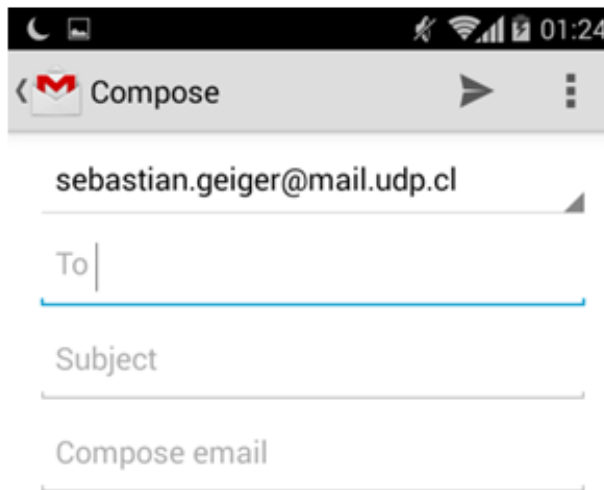 01:24
Compose
sebastian.geiger@mail.udp.cl
To
Subject
Compose email